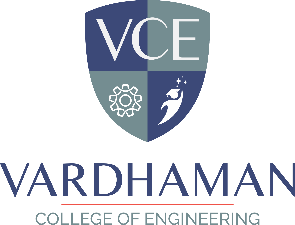 VCE
VARDHAMAN
COLLEGE OF ENGINEERING